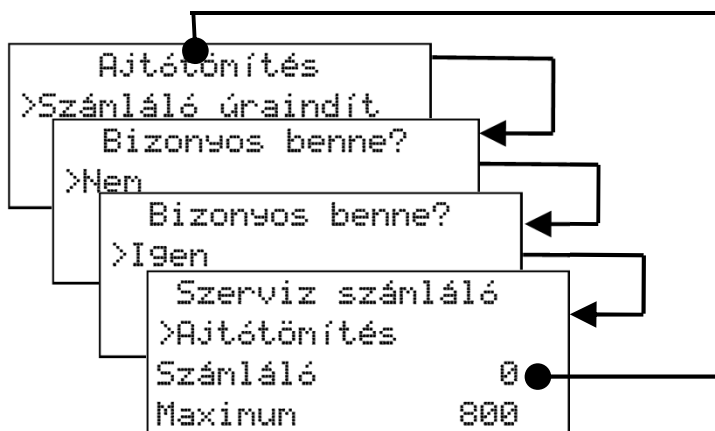 Ajtótömítés
>Számláló úraindít
Bizonyos benne?
>Nem
Bizonyos benne?
>Igen
Szerviz számláló
>Ajtótömítés
Számláló 0
Maximum 800